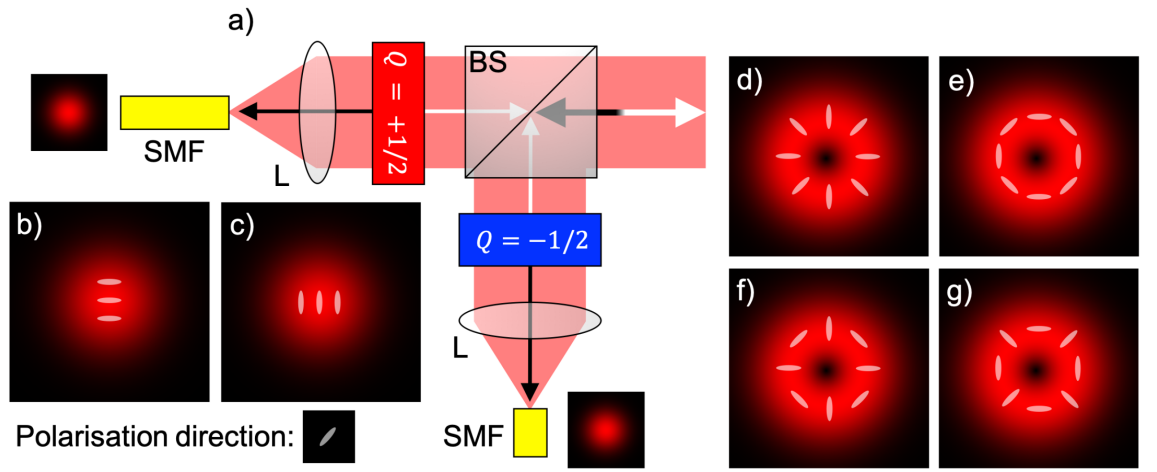 a)
BS
Q = +1/2
SMF
L
Q = −1/2
L
SMF
b)
c)
Polarisation direction:
d)
e)
f)
g)